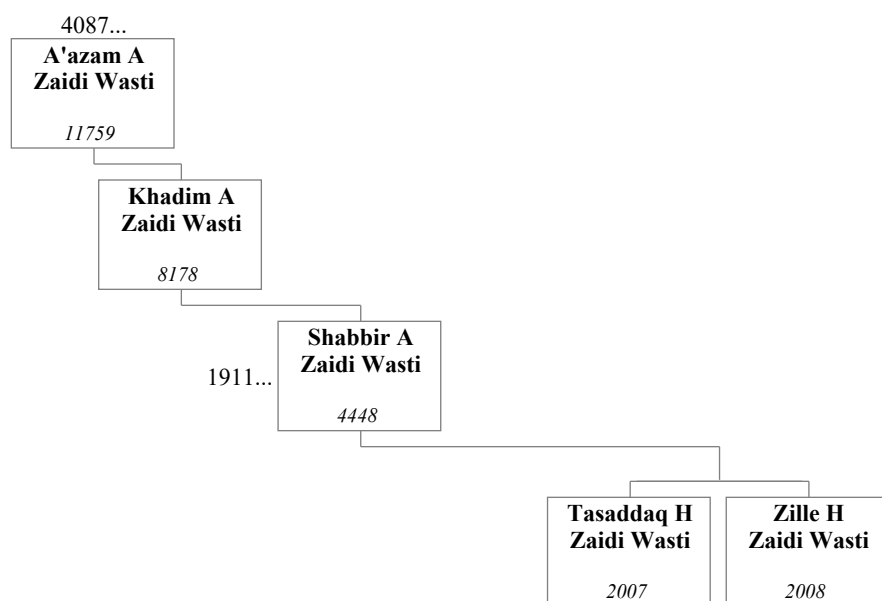 4087...
A'azam A
Zaidi Wasti
11759
Khadim A
Zaidi Wasti
8178
Shabbir A
Zaidi Wasti
1911...
4448
Tasaddaq H
Zaidi Wasti
2007
Zille H
Zaidi Wasti
2008